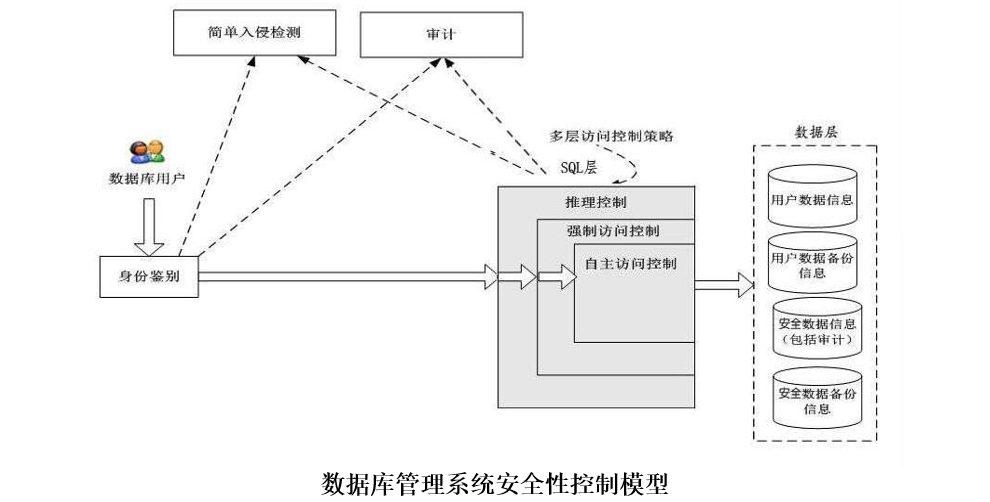 简单入侵检测
审计
多层访问控制策略
SQL层
数据层
数据库用户
推理控制
强制访问控制
自主访问控制
身份鉴别
用户数据信息
用户数据备份
信息
安全数据信息
（包括审计）
安全数据备份
信息
数据库管理系统安全性控制模型